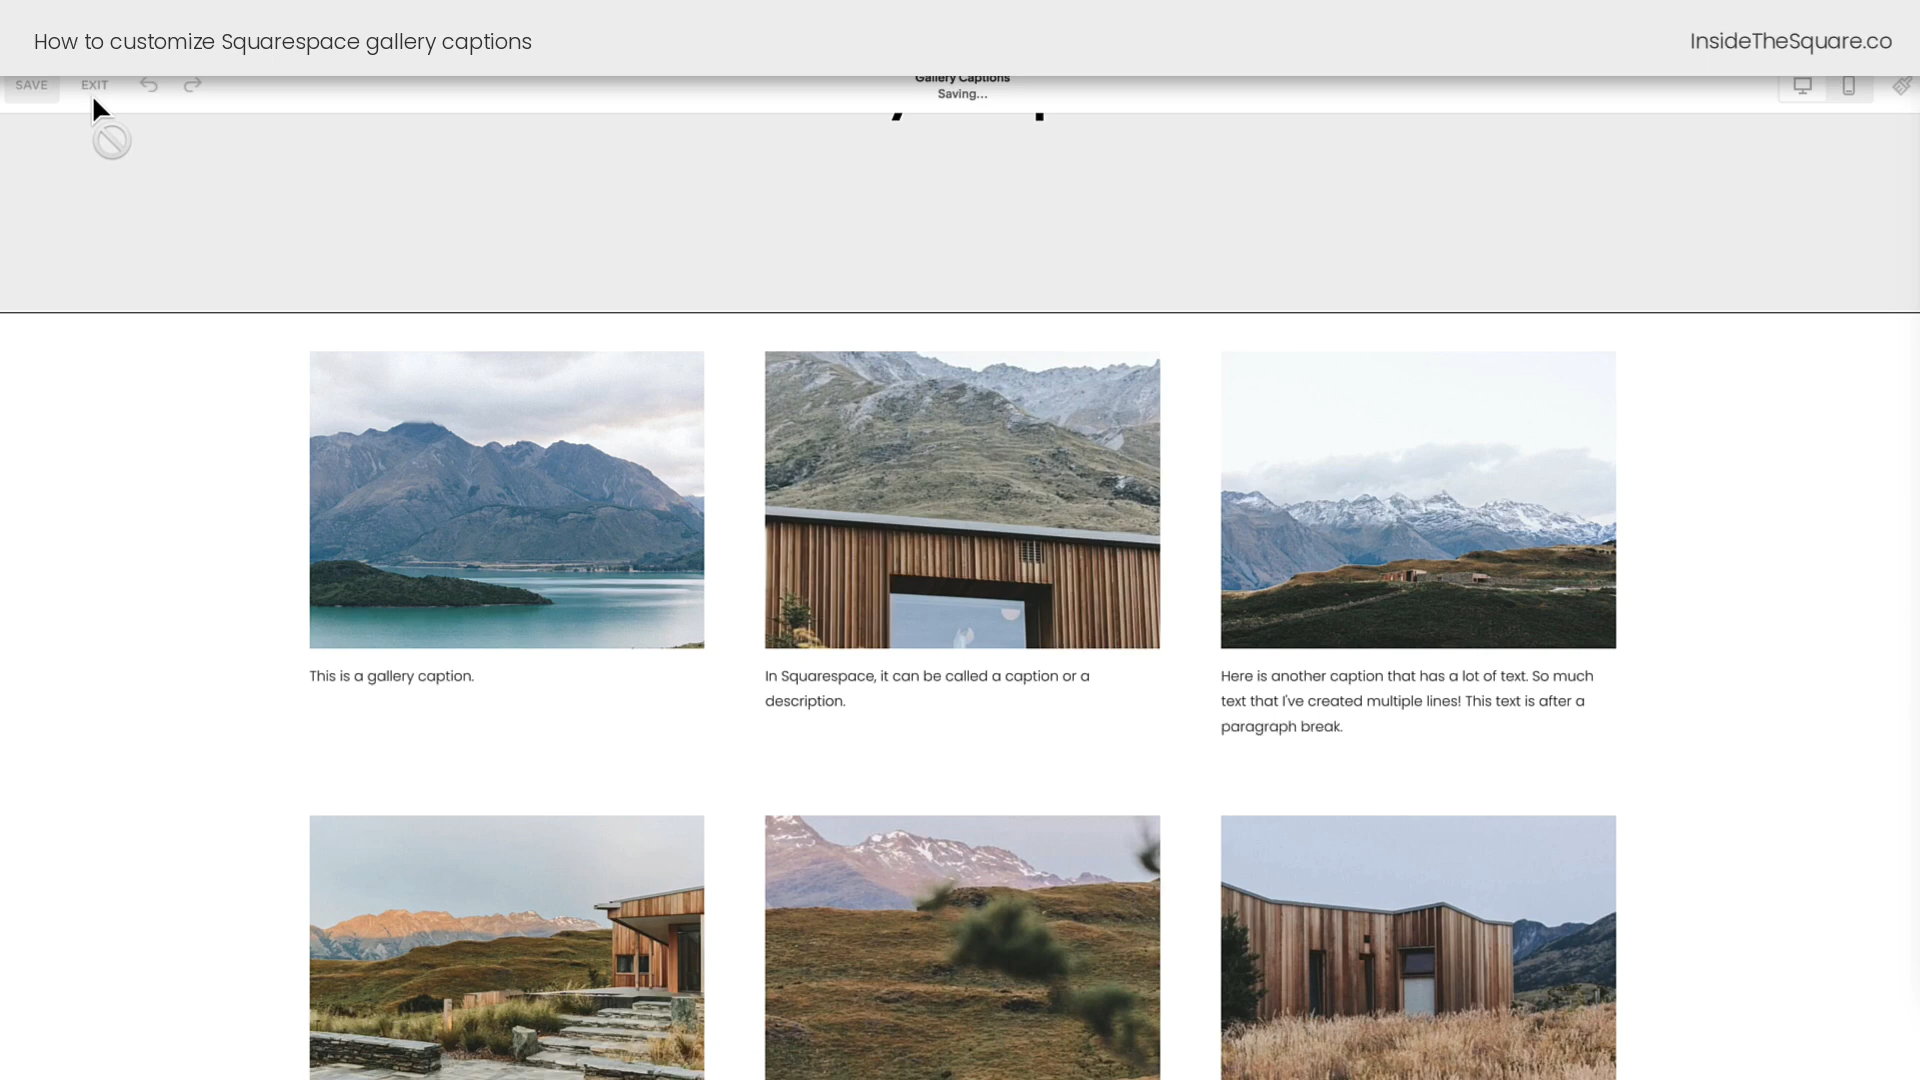 How to customize Squarespace gallery captions
InsideTheSquare.co
SAVE
EXIT
Gallery Captions
Saving...
This is a gallery caption.
In Squarespace, it can be called a caption or a
description.
Here is another caption that has a lot of text. So much
text that I've created multiple lines! This text is after a
paragraph break.